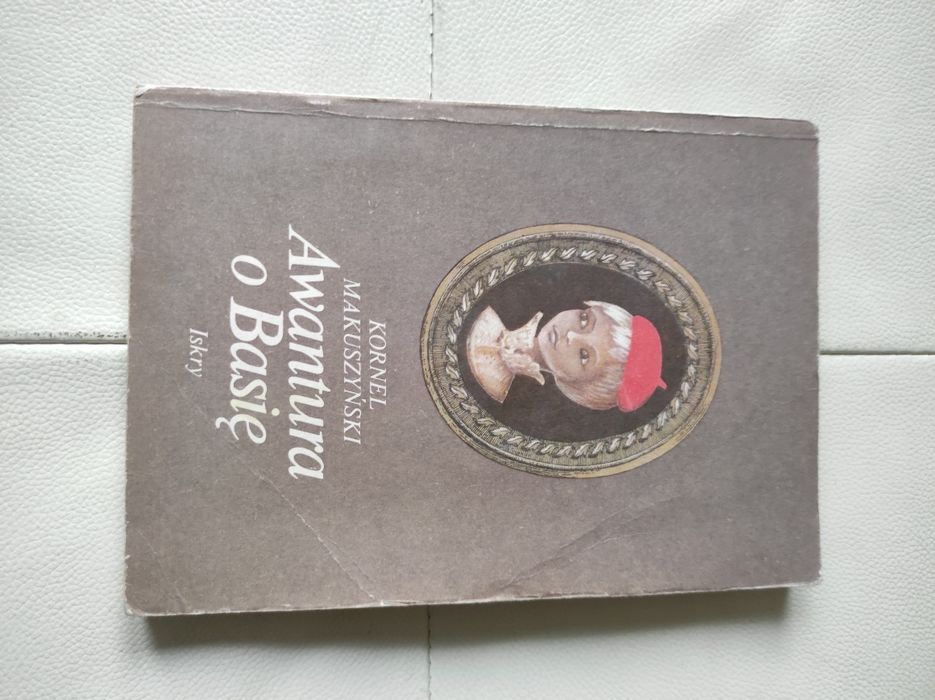 KORNEL
MAKUSZYŃSKI
Awantura
o Basię
Iskry